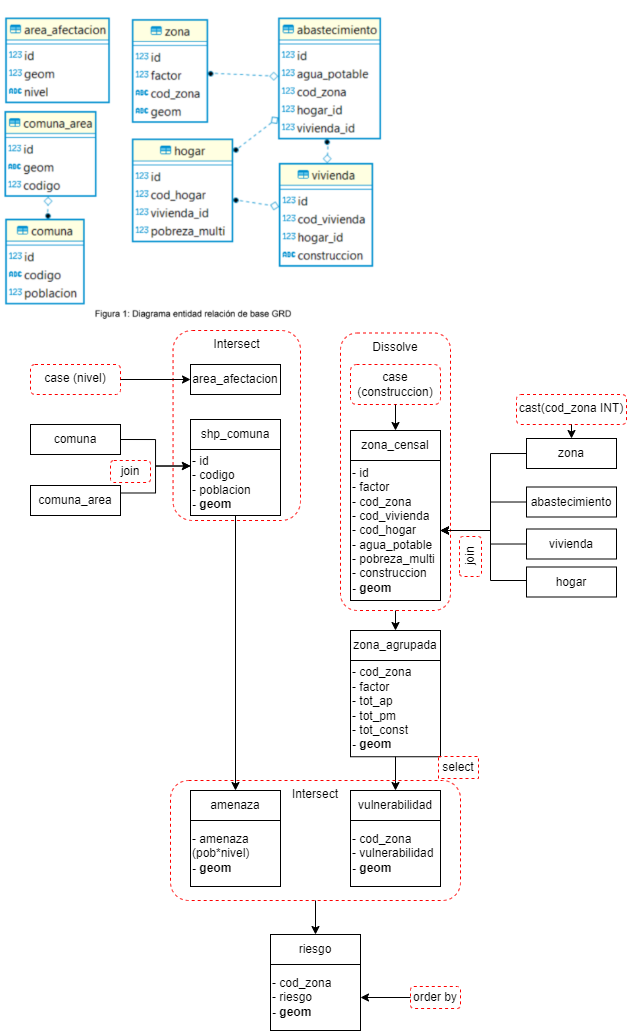 area_afectacion
123 id
123 geom
ABC nivel
zona
123 id
123 factor
ABC cod_zona
ABC geom
abastecimiento
123 id
123 agua_potable
123 cod_zona
123 hogar_id
123 vivienda_id
comuna_area
123 id
ABC geom
123 codigo
hogar
123 id
123 cod_hogar
123 vivienda_id
123 pobreza_multi
vivienda
123 id
123 cod_vivienda
123 hogar_id
ABC construccion
comuna
123 id
ABC codigo
123 poblacion
Figura 1: Diagrama entidad relación de base GRD
Intersect
case (nivel)
area_afectacion
comuna
join
comuna_area
shp_comuna
- id
- codigo
- poblacion
- geom
Dissolve
case
(construccion)
zona_censal
- id
- factor
- cod_zona
- cod_vivienda
- cod_hogar
- agua_potable
- pobreza_multi
- construccion
- geom
cast(cod_zona INT)
zona
abastecimiento
vivienda
hogar
join
zona_agrupada
- cod_zona
- factor
- tot_ap
- tot_pm
- tot_const
- geom
select
Intersect
amenaza
- amenaza
(pob*nivel)
- geom
vulnerabilidad
- cod_zona
- vulnerabilidad
- geom
riesgo
- cod_zona
- riesgo
- geom
order by